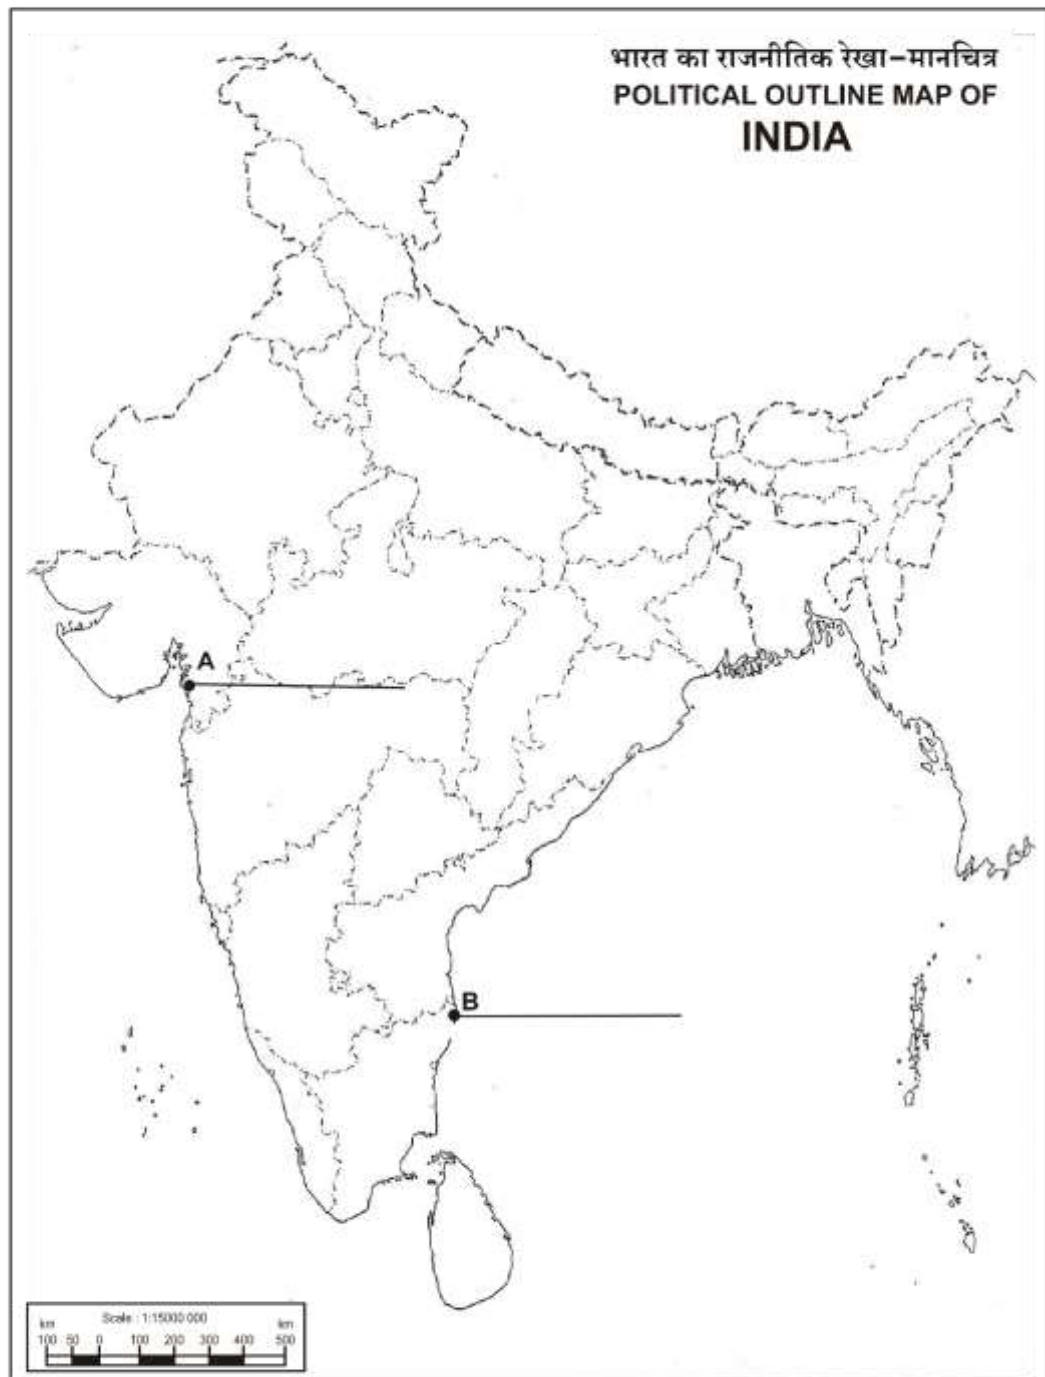 भारत का राजनीतिक रेखा-मानचित्र
POLITICAL OUTLINE MAP OF
INDIA
A
B
Scale : 1:15000 000
km km
100 50 0 100 200 300 400 500